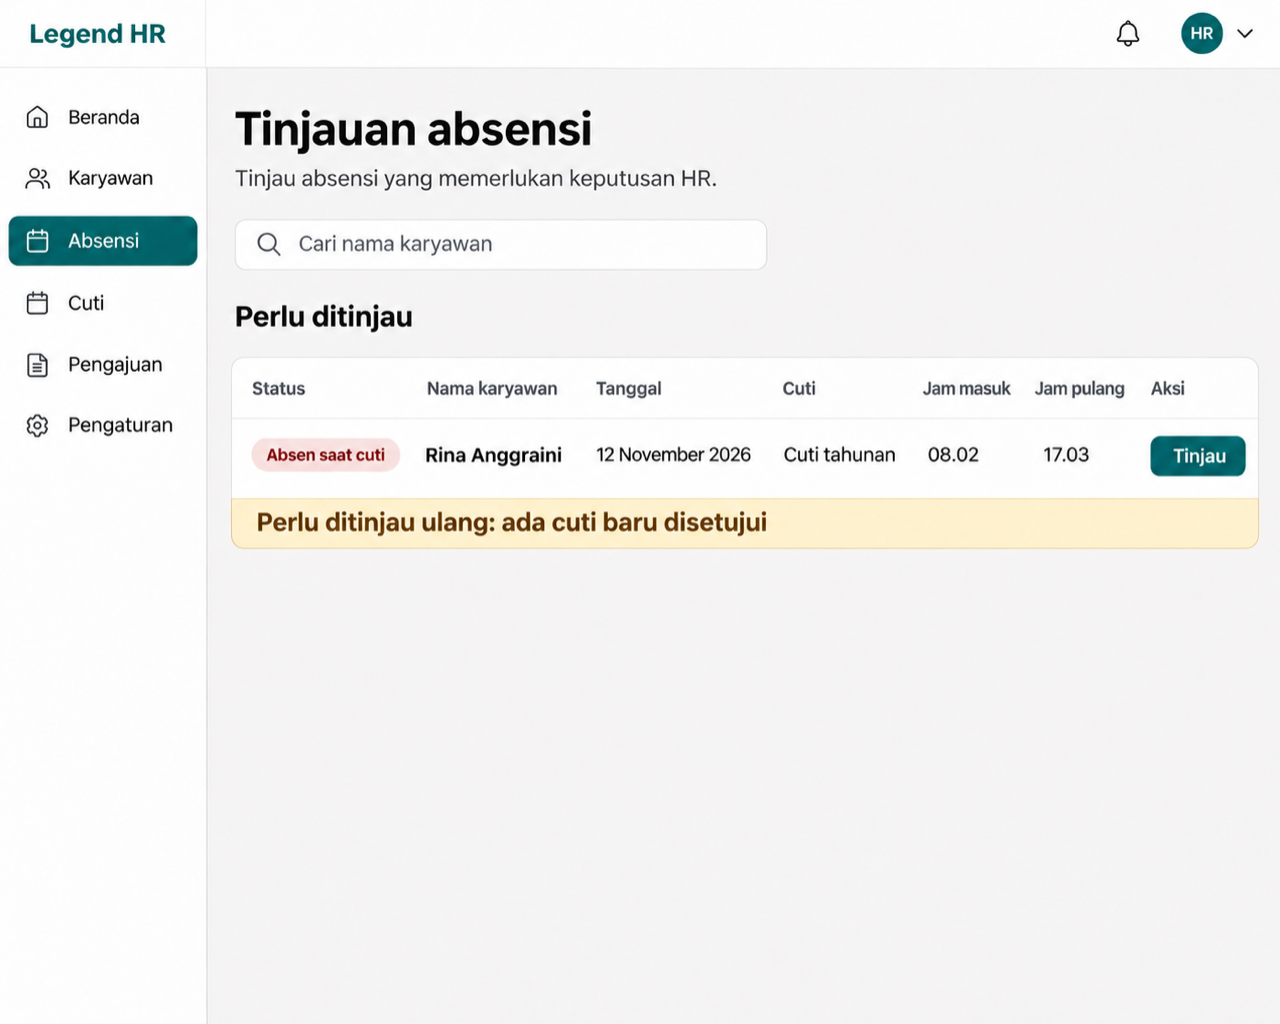 Legend HR
HR
Beranda
Karyawan
Absensi
Cuti
Pengajuan
Pengaturan
Tinjauan absensi
Tinjau absensi yang memerlukan keputusan HR.
Cari nama karyawan
Perlu ditinjau
Status Nama karyawan Tanggal Cuti Jam masuk Jam pulang Aksi
Absen saat cuti Rina Anggraini 12 November 2026 Cuti tahunan 08.02 17.03 Tinjau
Perlu ditinjau ulang: ada cuti baru disetujui